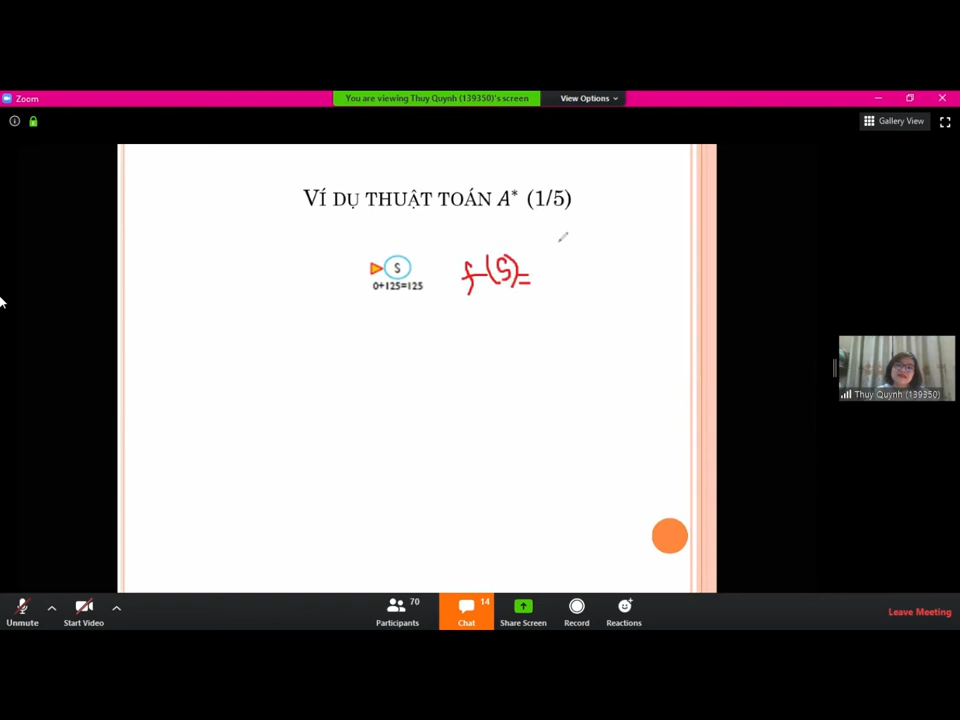 Zoom
You are viewing Thuy Quynh (139350)'s screen
View Options
Gallery View
VÍ DỤ THUẬT TOÁN A* (1/5)
S
0+125=125
f(S)=
Thuy Quynh (139350)
Unmute
Start Video
70
Participants
14
Chat
Share Screen
Record
Reactions
Leave Meeting